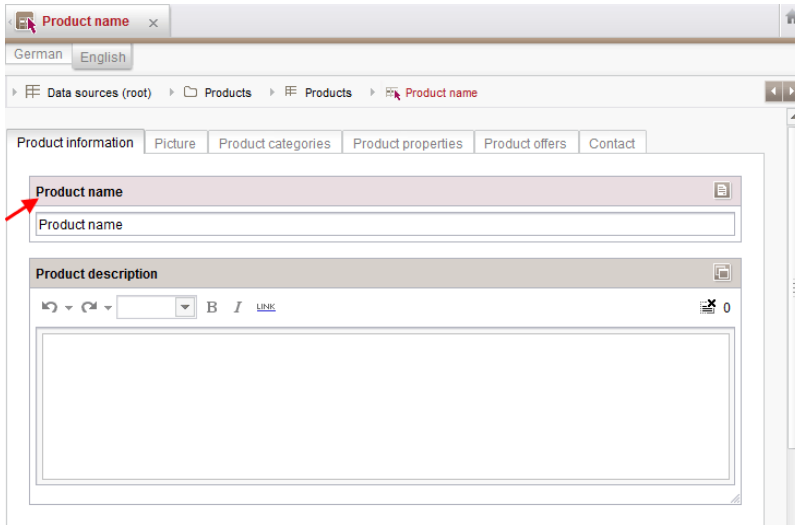 Product name
German English
Data sources (root) Products Products Product name
Product information Picture Product categories Product properties Product offers Contact
Product name
Product name
Product description
B I LINK 0